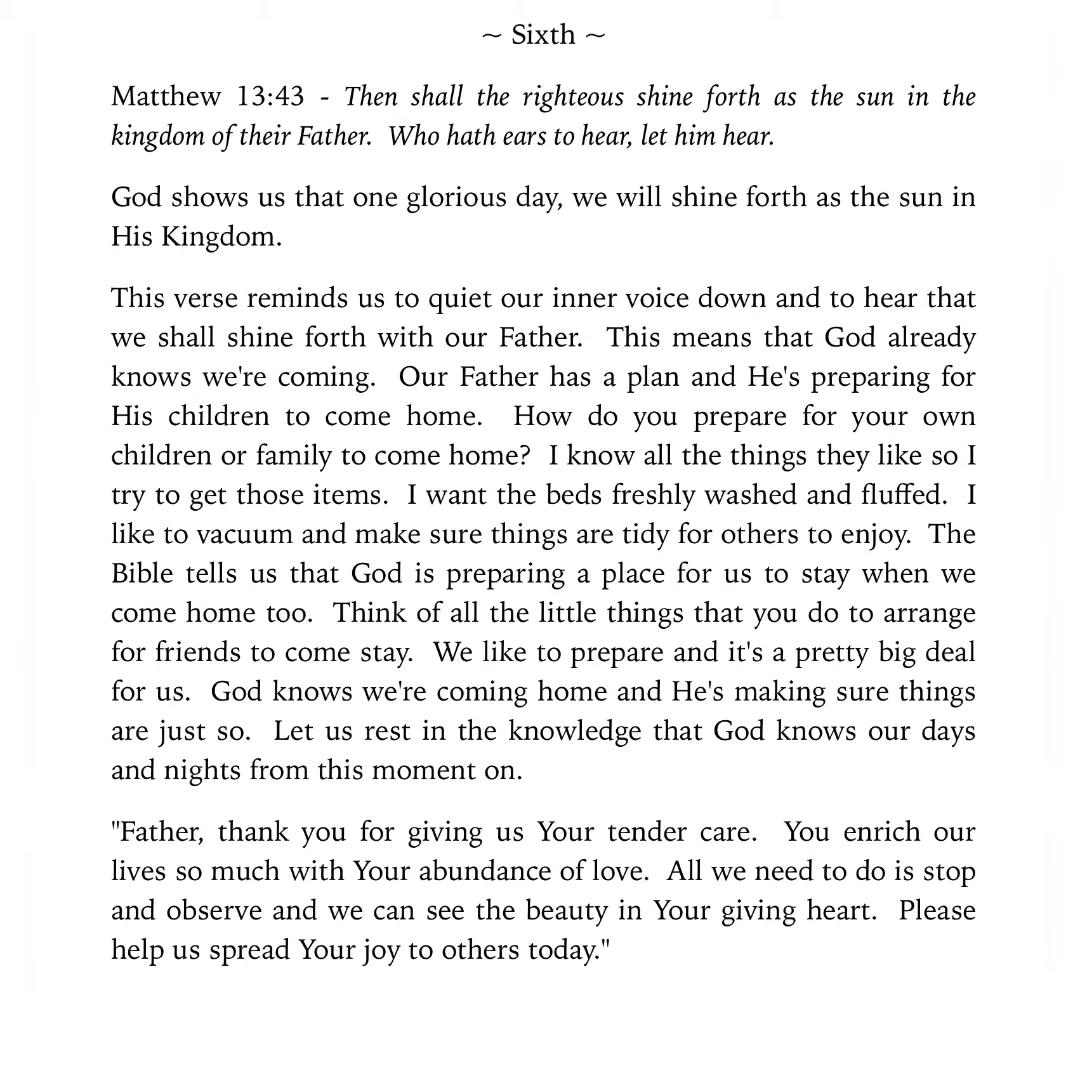 ~ Sixth ~
Matthew 13:43 - Then shall the righteous shine forth as the sun in the
kingdom of their Father.  Who hath ears to hear, let him hear.
God shows us that one glorious day, we will shine forth as the sun in
His Kingdom.
This verse reminds us to quiet our inner voice down and to hear that
we shall shine forth with our Father.  This means that God already
knows we're coming.  Our Father has a plan and He's preparing for
His children to come home.  How do you prepare for your own
children or family to come home?  I know all the things they like so I
try to get those items.  I want the beds freshly washed and fluffed.  I
like to vacuum and make sure things are tidy for others to enjoy.  The
Bible tells us that God is preparing a place for us to stay when we
come home too.  Think of all the little things that you do to arrange
for friends to come stay.  We like to prepare and it's a pretty big deal
for us.  God knows we're coming home and He's making sure things
are just so.  Let us rest in the knowledge that God knows our days
and nights from this moment on.
"Father, thank you for giving us Your tender care.  You enrich our
lives so much with Your abundance of love.  All we need to do is stop
and observe and we can see the beauty in Your giving heart.  Please
help us spread Your joy to others today."